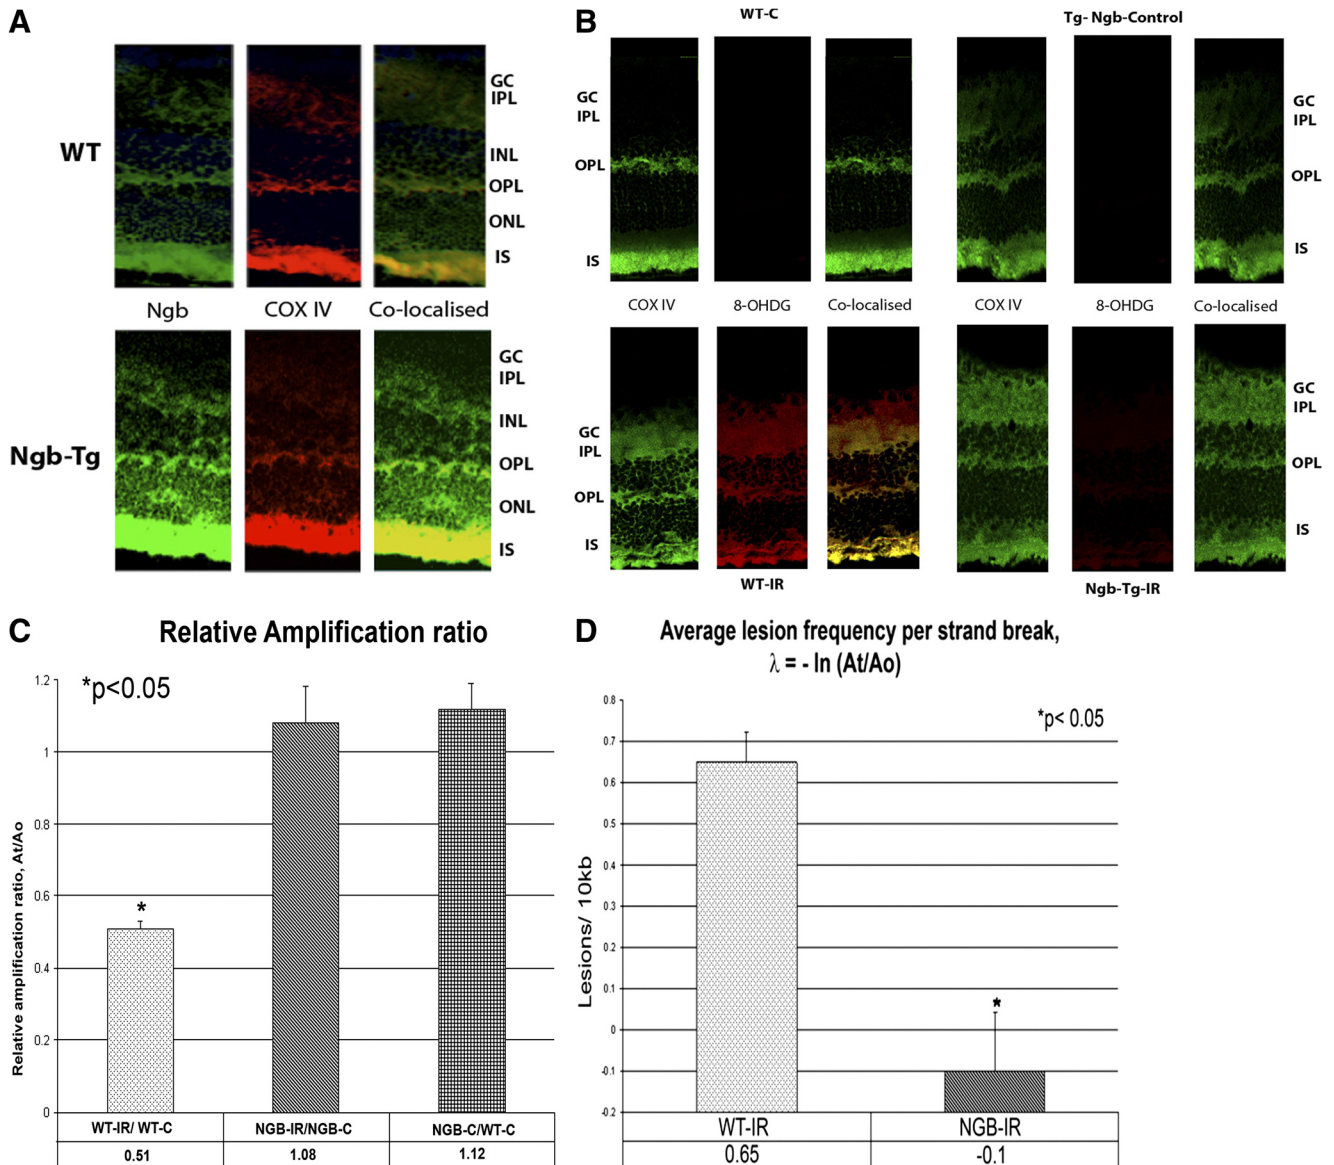 A
WT
GC
IPL
INL
OPL
ONL
IS
Ngb
COX IV
Co-localised
Ngb-Tg
GC
IPL
INL
OPL
ONL
IS
B
WT-C
Tg- Ngb-Control
GC
IPL
OPL
IS
GC
IPL
OPL
IS
COX IV
8-OHDG
Co-localised
COX IV
8-OHDG
Co-localised
GC
IPL
OPL
IS
GC
IPL
OPL
IS
WT-IR
Ngb-Tg-IR
C
Relative Amplification ratio
*p<0.05
Relative amplification ratio, At/Ao
1.2
1
0.8
0.6
0.4
0.2
0
*
WT-IR/ WT-C
NGB-IR/NGB-C
NGB-C/WT-C
0.51
1.08
1.12
D
Average lesion frequency per strand break,
λ = - ln (At/Ao)
*p< 0.05
Lesions/ 10kb
0.8
0.7
0.6
0.5
0.4
0.3
0.2
0.1
0
-0.1
-0.2
*
WT-IR
NGB-IR
0.65
-0.1